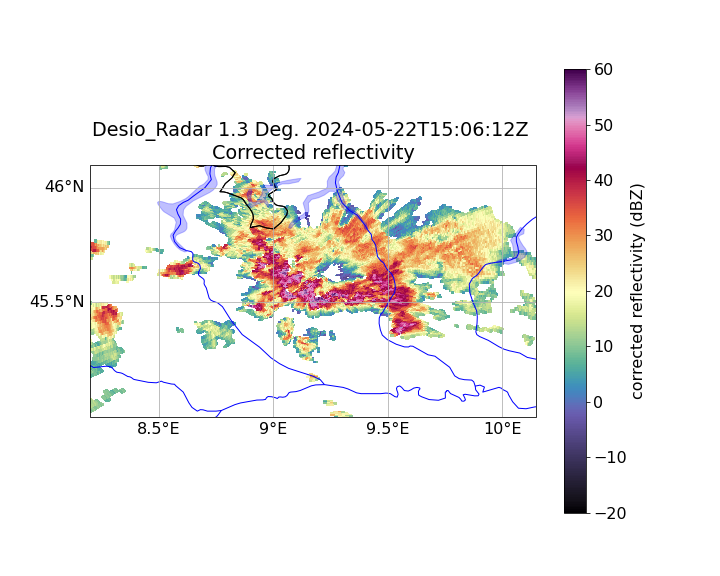 Desio_Radar 1.3 Deg. 2024-05-22T15:06:12Z
Corrected reflectivity
46°N
45.5°N
8.5°E
9°E
9.5°E
10°E
60
50
40
30
20
10
0
−10
−20
corrected reflectivity (dBZ)